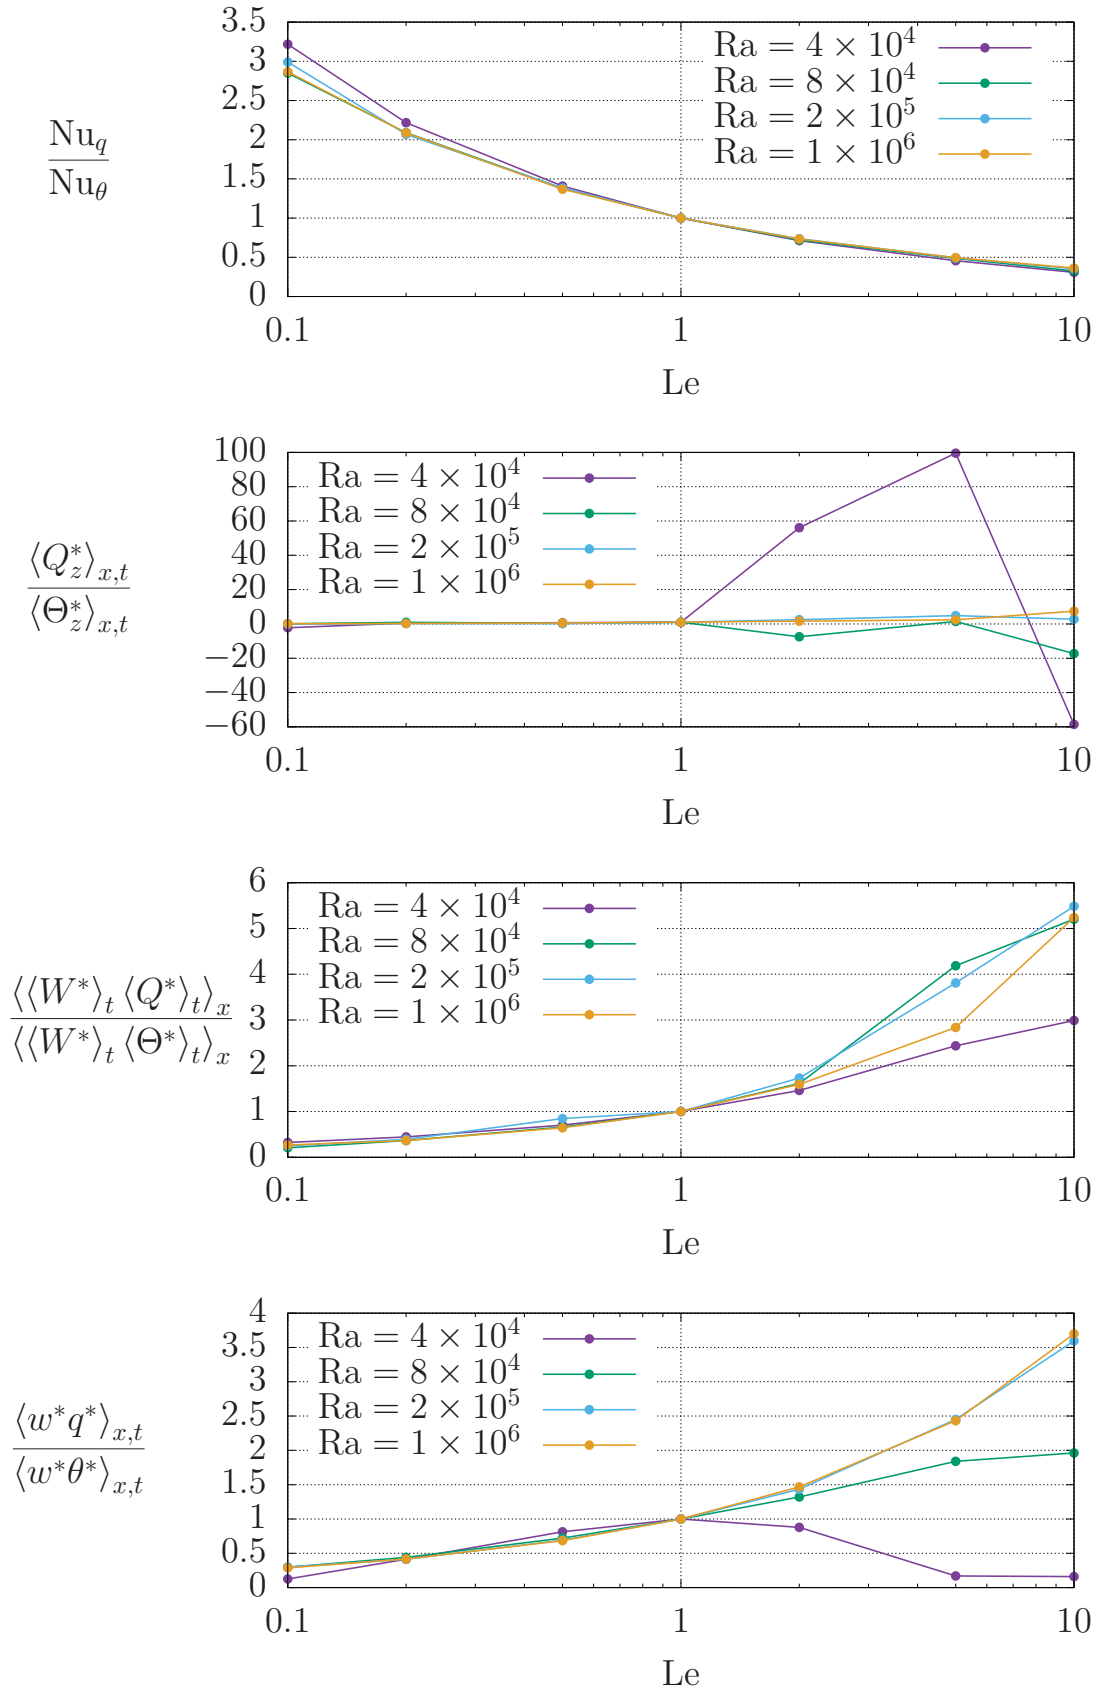 3.5
3
2.5
2
1.5
1
0.5
0
Nu_q
Nu_θ
Ra = 4 × 10^4
Ra = 8 × 10^4
Ra = 2 × 10^5
Ra = 1 × 10^6
0.1 1 10
Le
100
80
60
40
20
0
−20
−40
−60
⟨Q*_z⟩_{x,t}
⟨Θ*_z⟩_{x,t}
Ra = 4 × 10^4
Ra = 8 × 10^4
Ra = 2 × 10^5
Ra = 1 × 10^6
0.1 1 10
Le
6
5
4
3
2
1
0
⟨⟨W*⟩_t ⟨Q*⟩_t⟩_x
⟨⟨W*⟩_t ⟨Θ*⟩_t⟩_x
Ra = 4 × 10^4
Ra = 8 × 10^4
Ra = 2 × 10^5
Ra = 1 × 10^6
0.1 1 10
Le
4
3.5
3
2.5
2
1.5
1
0.5
0
⟨w*q*⟩_{x,t}
⟨w*θ*⟩_{x,t}
Ra = 4 × 10^4
Ra = 8 × 10^4
Ra = 2 × 10^5
Ra = 1 × 10^6
0.1 1 10
Le